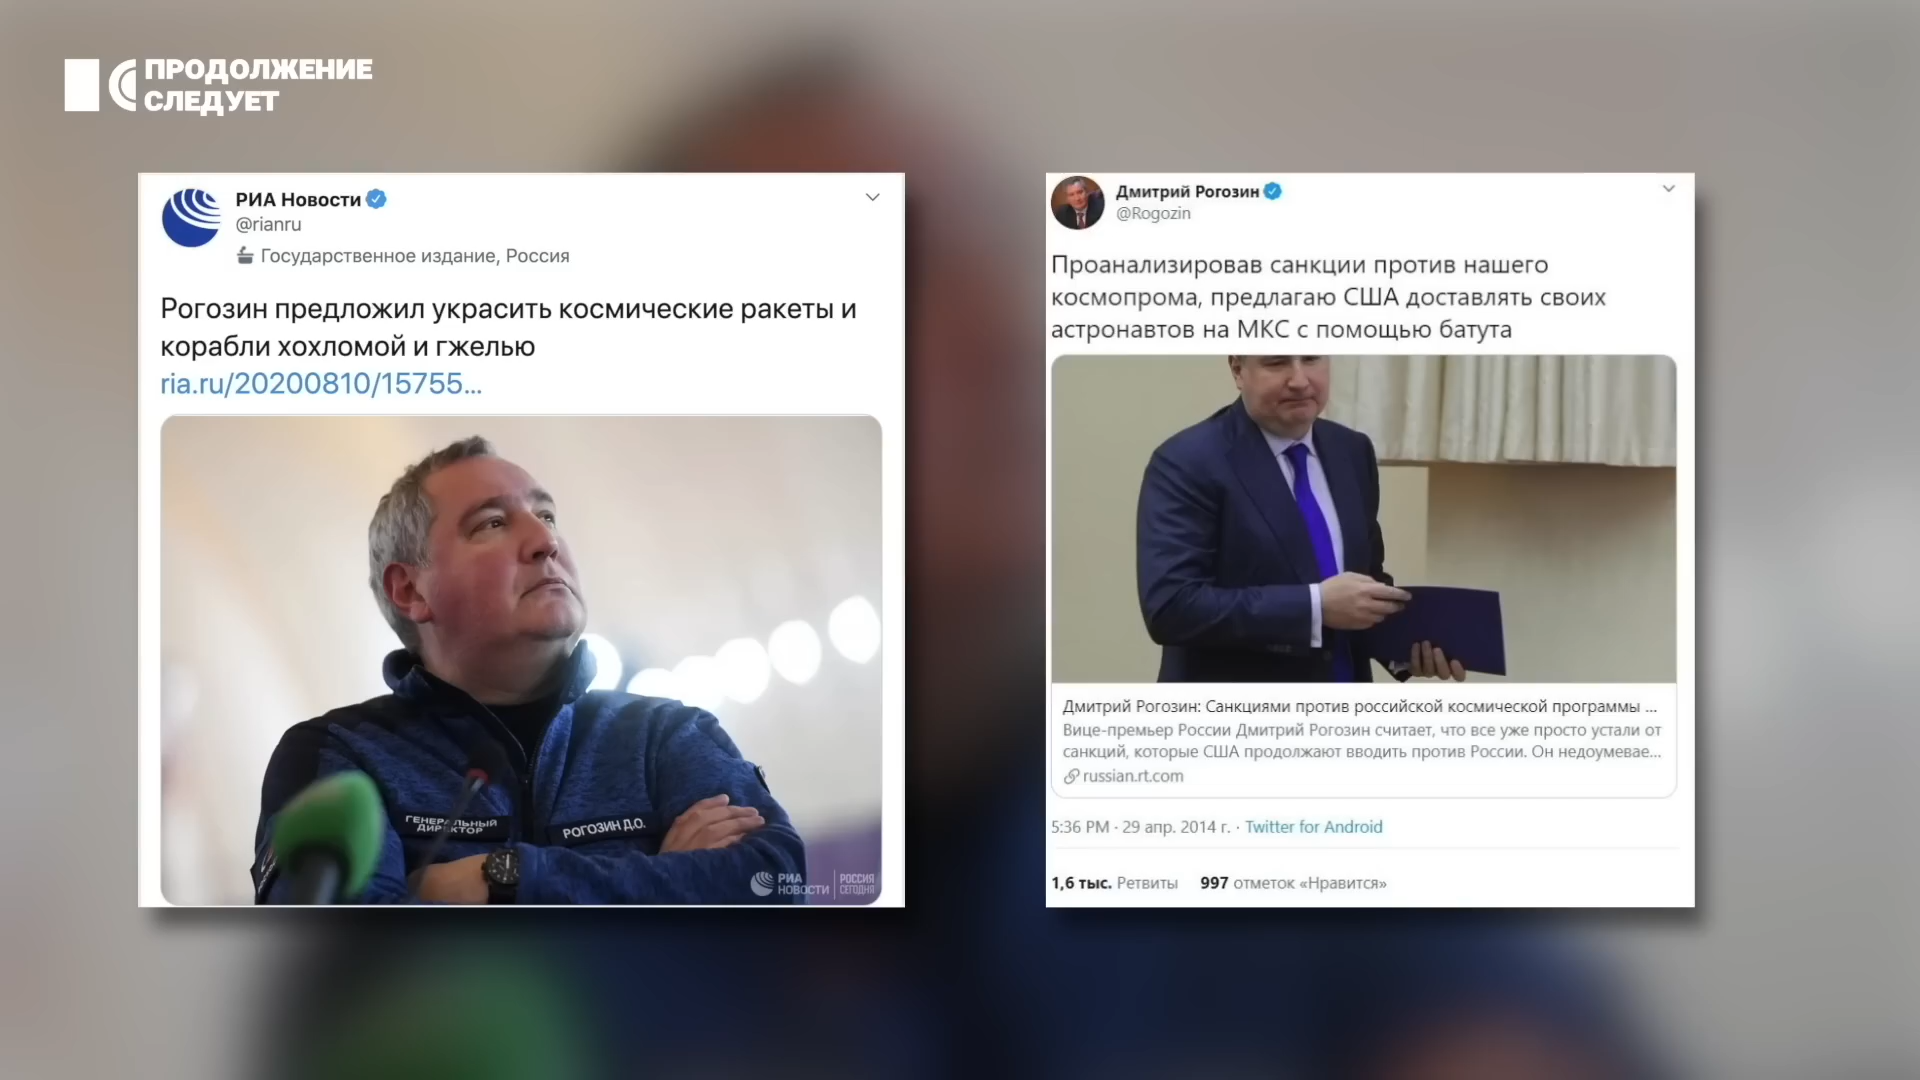 ПРОДОЛЖЕНИЕ
СЛЕДУЕТ
РИА Новости
@rianru
Государственное издание, Россия
Рогозин предложил украсить космические ракеты и
корабли хохломой и гжелью
ria.ru/20200810/15755...
ГЕНЕРАЛЬНЫЙ
ДИРЕКТОР
РОГОЗИН Д.О.
РИА
НОВОСТИ
РОССИЯ
СЕГОДНЯ
Дмитрий Рогозин
@Rogozin
Проанализировав санкции против нашего
космопрома, предлагаю США доставлять своих
астронавтов на МКС с помощью батута
Дмитрий Рогозин: Санкциями против российской космической программы ...
Вице-премьер России Дмитрий Рогозин считает, что все уже просто устали от
санкций, которые США продолжают вводить против России. Он недоумевае...
russian.rt.com
5:36 PM · 29 апр. 2014 г. · Twitter for Android
1,6 тыс. Ретвиты 997 отметок «Нравится»